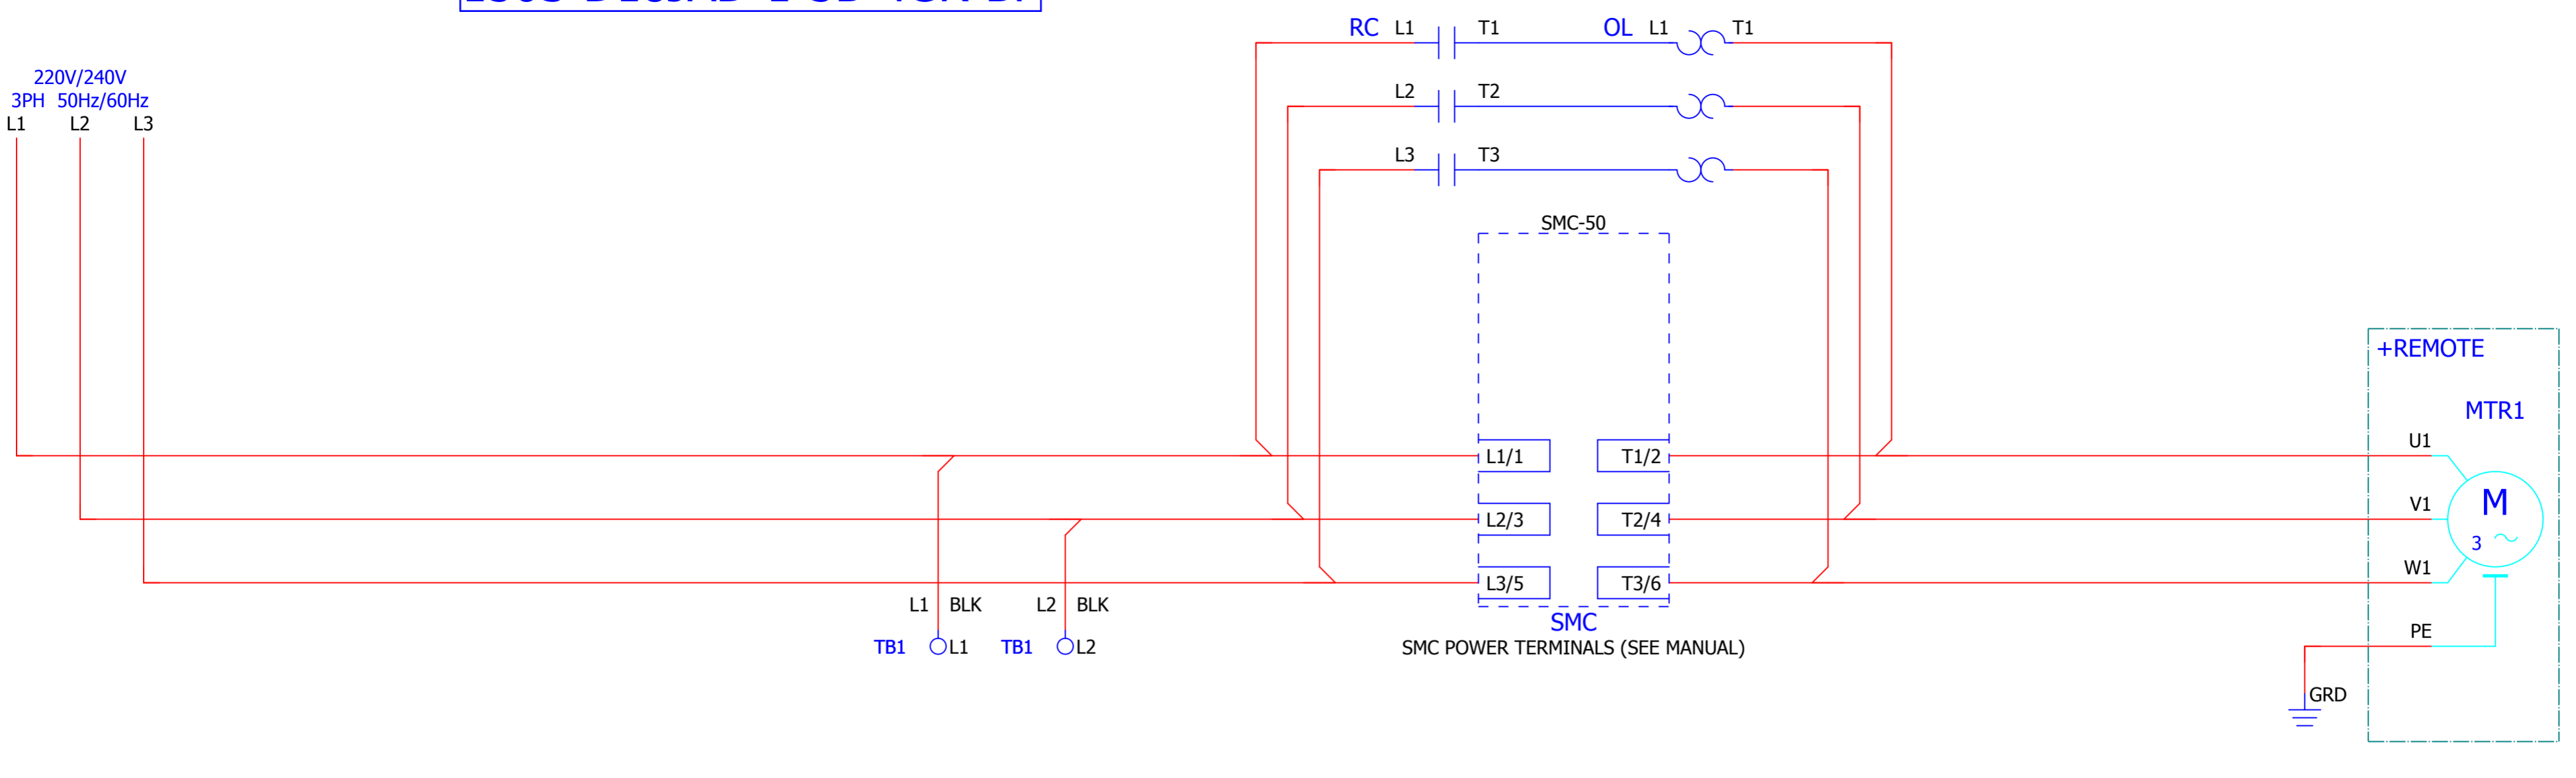 RC L1 T1 OL L1 T1
220V/240V
3PH 50Hz/60Hz
L1 L2 L3
L2 T2
L3 T3
SMC-50
+REMOTE
MTR1
U1
L1/1 T1/2
V1
M
3
L2/3 T2/4
W1
L3/5 T3/6
L1 BLK L2 BLK
SMC
PE
TB1 L1 TB1 L2
SMC POWER TERMINALS (SEE MANUAL)
GRD